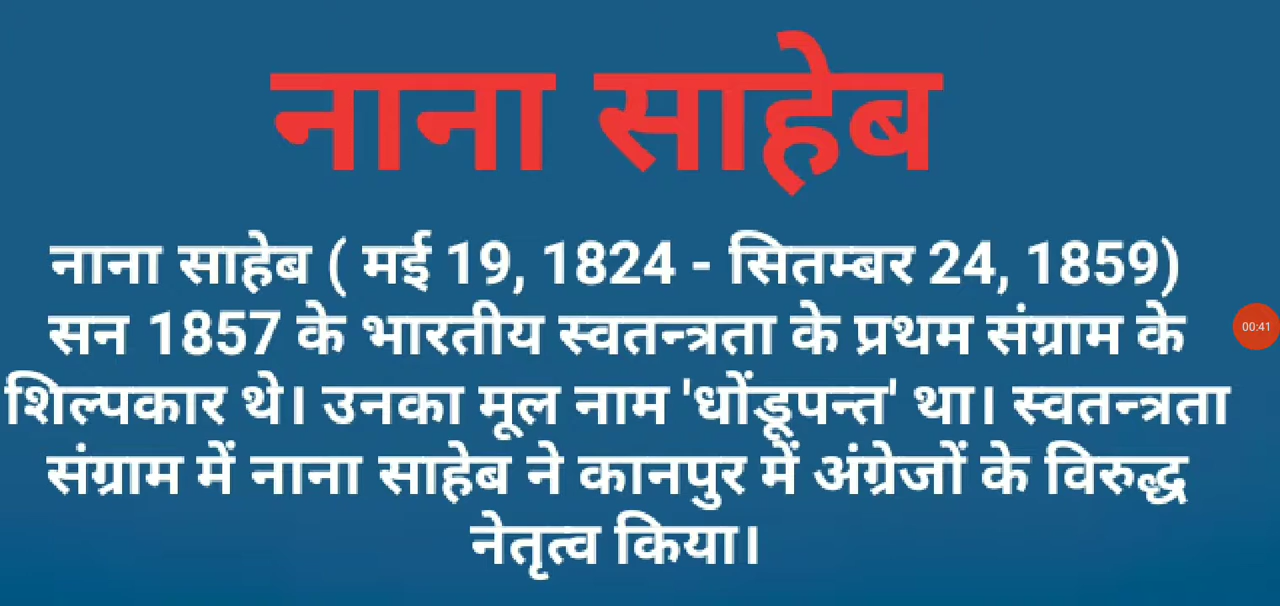 नाना साहेब
नाना साहेब ( मई 19, 1824 - सितम्बर 24, 1859)
सन 1857 के भारतीय स्वतन्त्रता के प्रथम संग्राम के
शिल्पकार थे। उनका मूल नाम 'धोंडूपन्त' था। स्वतन्त्रता
संग्राम में नाना साहेब ने कानपुर में अंग्रेजों के विरुद्ध
नेतृत्व किया।
00:41